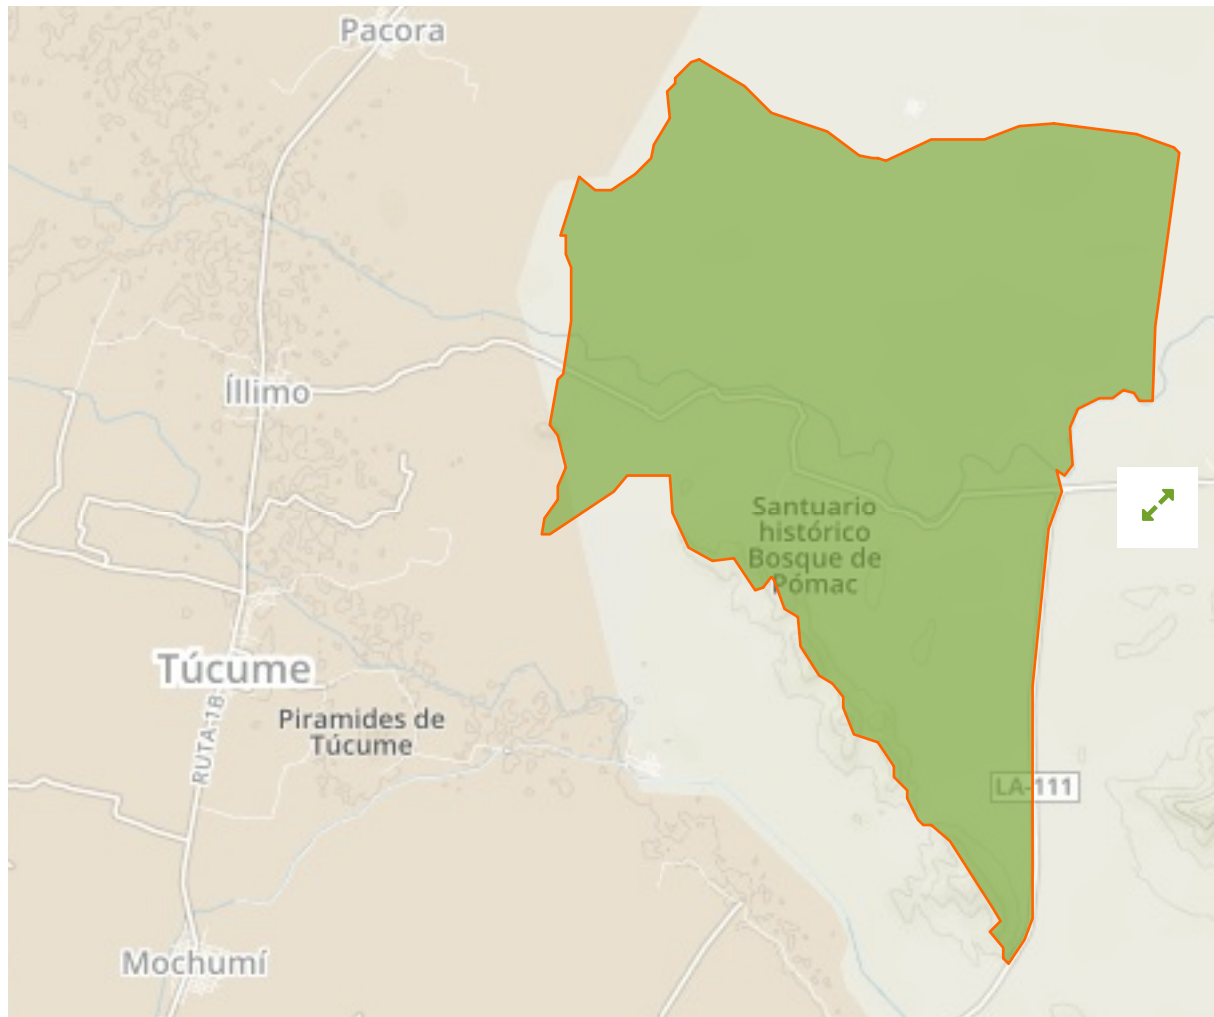 Pacora
Íllimo
Santuario
histórico
Bosque de
Pómac
Túcume
Piramides de
Túcume
RUTA-1B
LA-111
Mochumí